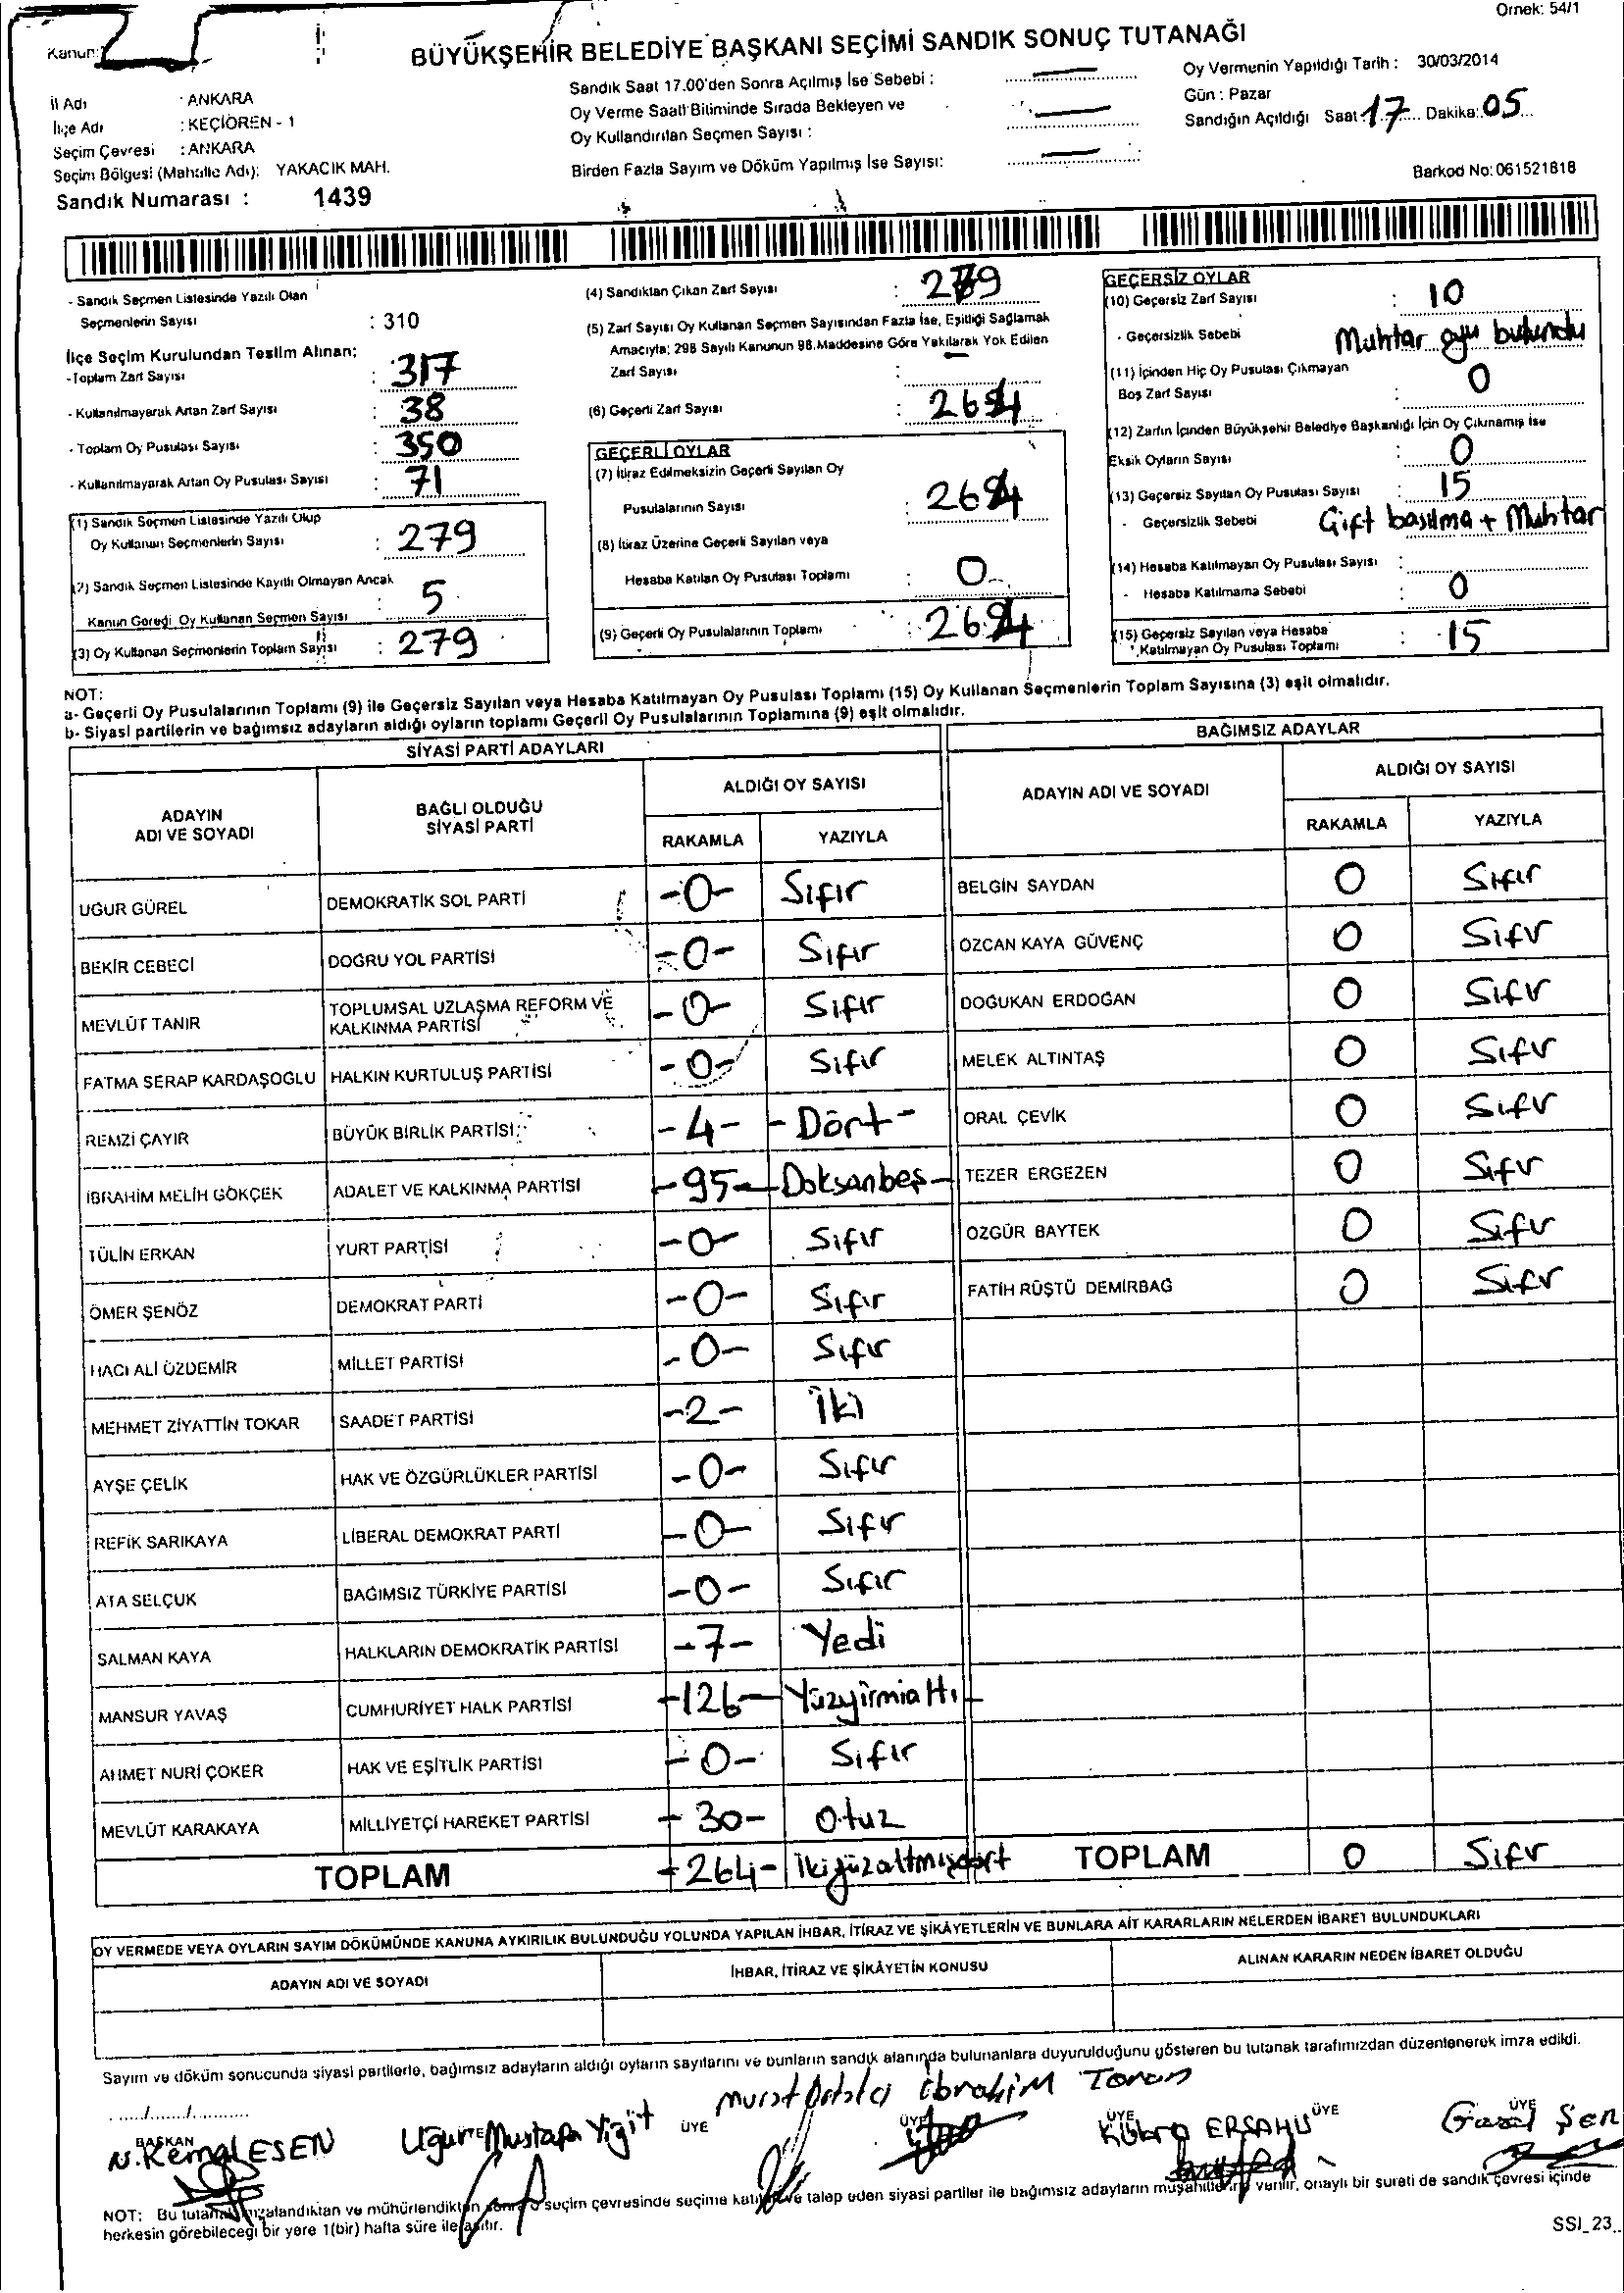 Örnek: 54/1
Kanun:
BÜYÜKŞEHİR BELEDİYE BAŞKANI SEÇİMİ SANDIK SONUÇ TUTANAĞI
İl Adı : ANKARA
İlçe Adı : KEÇİÖREN - 1
Seçim Çevresi : ANKARA
Seçim Bölgesi (Mahalle Adı): YAKACIK MAH.
Sandık Numarası : 1439
Sandık Saat 17.00'den Sonra Açılmış İse Sebebi :
Oy Verme Saati Bitiminde Sırada Bekleyen ve
Oy Kullandırılan Seçmen Sayısı :
Birden Fazla Sayım ve Döküm Yapılmış İse Sayısı:
Oy Vermenin Yapıldığı Tarih : 30/03/2014
Gün : Pazar
Sandığın Açıldığı Saat: 17 Dakika: 05
Barkod No: 061521818
- Sandık Seçmen Listesinde Yazılı Olan
Seçmenlerin Sayısı : 310
İlçe Seçim Kurulundan Teslim Alınan;
- Toplam Zarf Sayısı : 317
- Kullanılmayarak Artan Zarf Sayısı : 38
- Toplam Oy Pusulası Sayısı : 350
- Kullanılmayarak Artan Oy Pusulası Sayısı : 71
(1) Sandık Seçmen Listesinde Yazılı Olup
Oy Kullanan Seçmenlerin Sayısı : 279
(2) Sandık Seçmen Listesinde Kayıtlı Olmayan Ancak
Kanun Gereği Oy Kullanan Seçmen Sayısı : 5
(3) Oy Kullanan Seçmenlerin Toplam Sayısı : 279
(4) Sandıktan Çıkan Zarf Sayısı : 279
(5) Zarf Sayısı Oy Kullanan Seçmen Sayısından Fazla İse, Eşitliği Sağlamak
Amacıyla; 298 Sayılı Kanunun 98.Maddesine Göre Yakılarak Yok Edilen
Zarf Sayısı :
(6) Geçerli Zarf Sayısı : 264
GEÇERLİ OYLAR
(7) İtiraz Edilmeksizin Geçerli Sayılan Oy
Pusulalarının Sayısı : 264
(8) İtiraz Üzerine Geçerli Sayılan veya
Hesaba Katılan Oy Pusulası Toplamı : 0
(9) Geçerli Oy Pusulalarının Toplamı : 264
GEÇERSİZ OYLAR
(10) Geçersiz Zarf Sayısı : 10
- Geçersizlik Sebebi Muhtar oyu bulundu
(11) İçinden Hiç Oy Pusulası Çıkmayan
Boş Zarf Sayısı : 0
(12) Zarfın İçinden Büyükşehir Belediye Başkanlığı İçin Oy Çıkmamış İse
Eksik Oyların Sayısı : 0
(13) Geçersiz Sayılan Oy Pusulası Sayısı : 15
- Geçersizlik Sebebi Çift basılma + Muhtar
(14) Hesaba Katılmayan Oy Pusulası Sayısı :
- Hesaba Katılmama Sebebi : 0
(15) Geçersiz Sayılan veya Hesaba
Katılmayan Oy Pusulası Toplamı : 15
NOT:
a- Geçerli Oy Pusulalarının Toplamı (9) ile Geçersiz Sayılan veya Hesaba Katılmayan Oy Pusulası Toplamı (15) Oy Kullanan Seçmenlerin Toplam Sayısına (3) eşit olmalıdır.
b- Siyasi partilerin ve bağımsız adayların aldığı oyların toplamı Geçerli Oy Pusulalarının Toplamına (9) eşit olmalıdır.
SİYASİ PARTİ ADAYLARI
ADAYIN ADI VE SOYADI
BAĞLI OLDUĞU SİYASİ PARTİ
ALDIĞI OY SAYISI
RAKAMLA YAZIYLA
UĞUR GÜREL DEMOKRATİK SOL PARTİ -0- Sıfır
BEKİR CEBECİ DOĞRU YOL PARTİSİ -0- Sıfır
MEVLÜT TANIR TOPLUMSAL UZLAŞMA REFORM VE KALKINMA PARTİSİ -0- Sıfır
FATMA SERAP KARDAŞOĞLU HALKIN KURTULUŞ PARTİSİ -0- Sıfır
REMZİ ÇAYIR BÜYÜK BİRLİK PARTİSİ -4- - Dört -
İBRAHİM MELİH GÖKÇEK ADALET VE KALKINMA PARTİSİ -95- Doksanbeş -
TÜLİN ERKAN YURT PARTİSİ -0- Sıfır
ÖMER ŞENÖZ DEMOKRAT PARTİ -0- Sıfır
HACI ALİ ÖZDEMİR MİLLET PARTİSİ -0- Sıfır
MEHMET ZİYATTİN TOKAR SAADET PARTİSİ -2- İki
AYŞE ÇELİK HAK VE ÖZGÜRLÜKLER PARTİSİ -0- Sıfır
REFİK SARIKAYA LİBERAL DEMOKRAT PARTİ -0- Sıfır
ATA SELÇUK BAĞIMSIZ TÜRKİYE PARTİSİ -0- Sıfır
SALMAN KAYA HALKLARIN DEMOKRATİK PARTİSİ -7- Yedi
MANSUR YAVAŞ CUMHURİYET HALK PARTİSİ -126- Yüzyirmialtı
AHMET NURİ ÇOKER HAK VE EŞİTLİK PARTİSİ -0- Sıfır
MEVLÜT KARAKAYA MİLLİYETÇİ HAREKET PARTİSİ -30- Otuz
TOPLAM -264- İkiyüzaltmışdört
BAĞIMSIZ ADAYLAR
ADAYIN ADI VE SOYADI
ALDIĞI OY SAYISI
RAKAMLA YAZIYLA
BELGİN SAYDAN 0 Sıfır
ÖZCAN KAYA GÜVENÇ 0 Sıfır
DOĞUKAN ERDOĞAN 0 Sıfır
MELEK ALTINTAŞ 0 Sıfır
ORAL ÇEVİK 0 Sıfır
TEZER ERGEZEN 0 Sıfır
ÖZGÜR BAYTEK 0 Sıfır
FATİH RÜŞTÜ DEMİRBAĞ 0 Sıfır
TOPLAM 0 Sıfır
OY VERMEDE VEYA OYLARIN SAYIM DÖKÜMÜNDE KANUNA AYKIRILIK BULUNDUĞU YOLUNDA YAPILAN İHBAR, İTİRAZ VE ŞİKÂYETLERİN VE BUNLARA AİT KARARLARIN NELERDEN İBARET BULUNDUKLARI
ADAYIN ADI VE SOYADI İHBAR, İTİRAZ VE ŞİKÂYETİN KONUSU ALINAN KARARIN NEDEN İBARET OLDUĞU
Sayım ve döküm sonucunda siyasi partilerle, bağımsız adayların aldığı oyların sayılarını ve bunların sandık alanında bulunanlara duyurulduğunu gösteren bu tutanak tarafımızdan düzenlenerek imza edildi.
...../...../..........
BAŞKAN ÜYE ÜYE ÜYE ÜYE ÜYE
N. Kemal ESEN Uğur Mustafa Yiğit Murat İbrahim Kübra ERŞAHİN Şen
NOT: Bu tutanak imzalandıktan ve mühürlendikten sonra o seçim çevresinde seçime katılan ve talep eden siyasi partiler ile bağımsız adayların müşahitlerine verilir, onaylı bir sureti de sandık çevresi içinde
herkesin görebileceği bir yere 1(bir) hafta süre ile asılır.
SSI_23